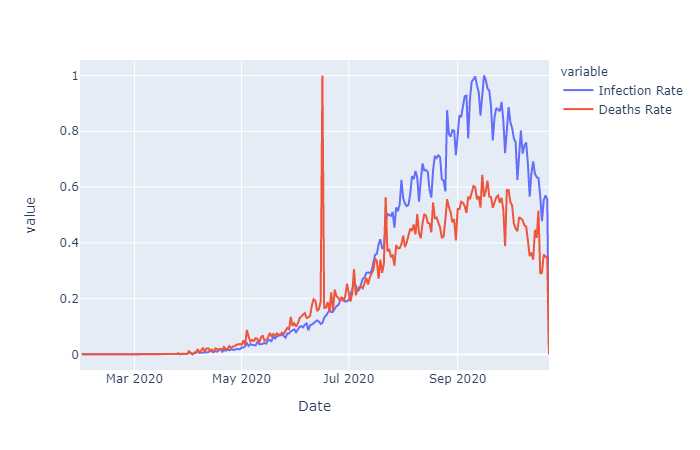 variable
Infection Rate
Deaths Rate
value
1
0.8
0.6
0.4
0.2
0
Mar 2020 May 2020 Jul 2020 Sep 2020
Date